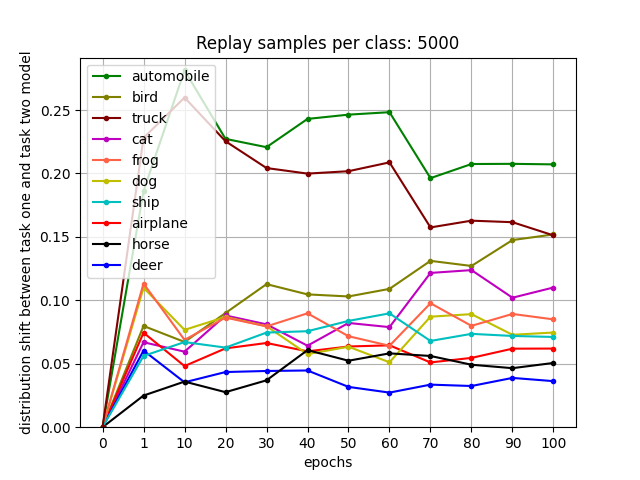 Replay samples per class: 5000
distribution shift between task one and task two model
0.25
0.20
0.15
0.10
0.05
0.00
automobile
bird
truck
cat
frog
dog
ship
airplane
horse
deer
0 1 10 20 30 40 50 60 70 80 90 100
epochs